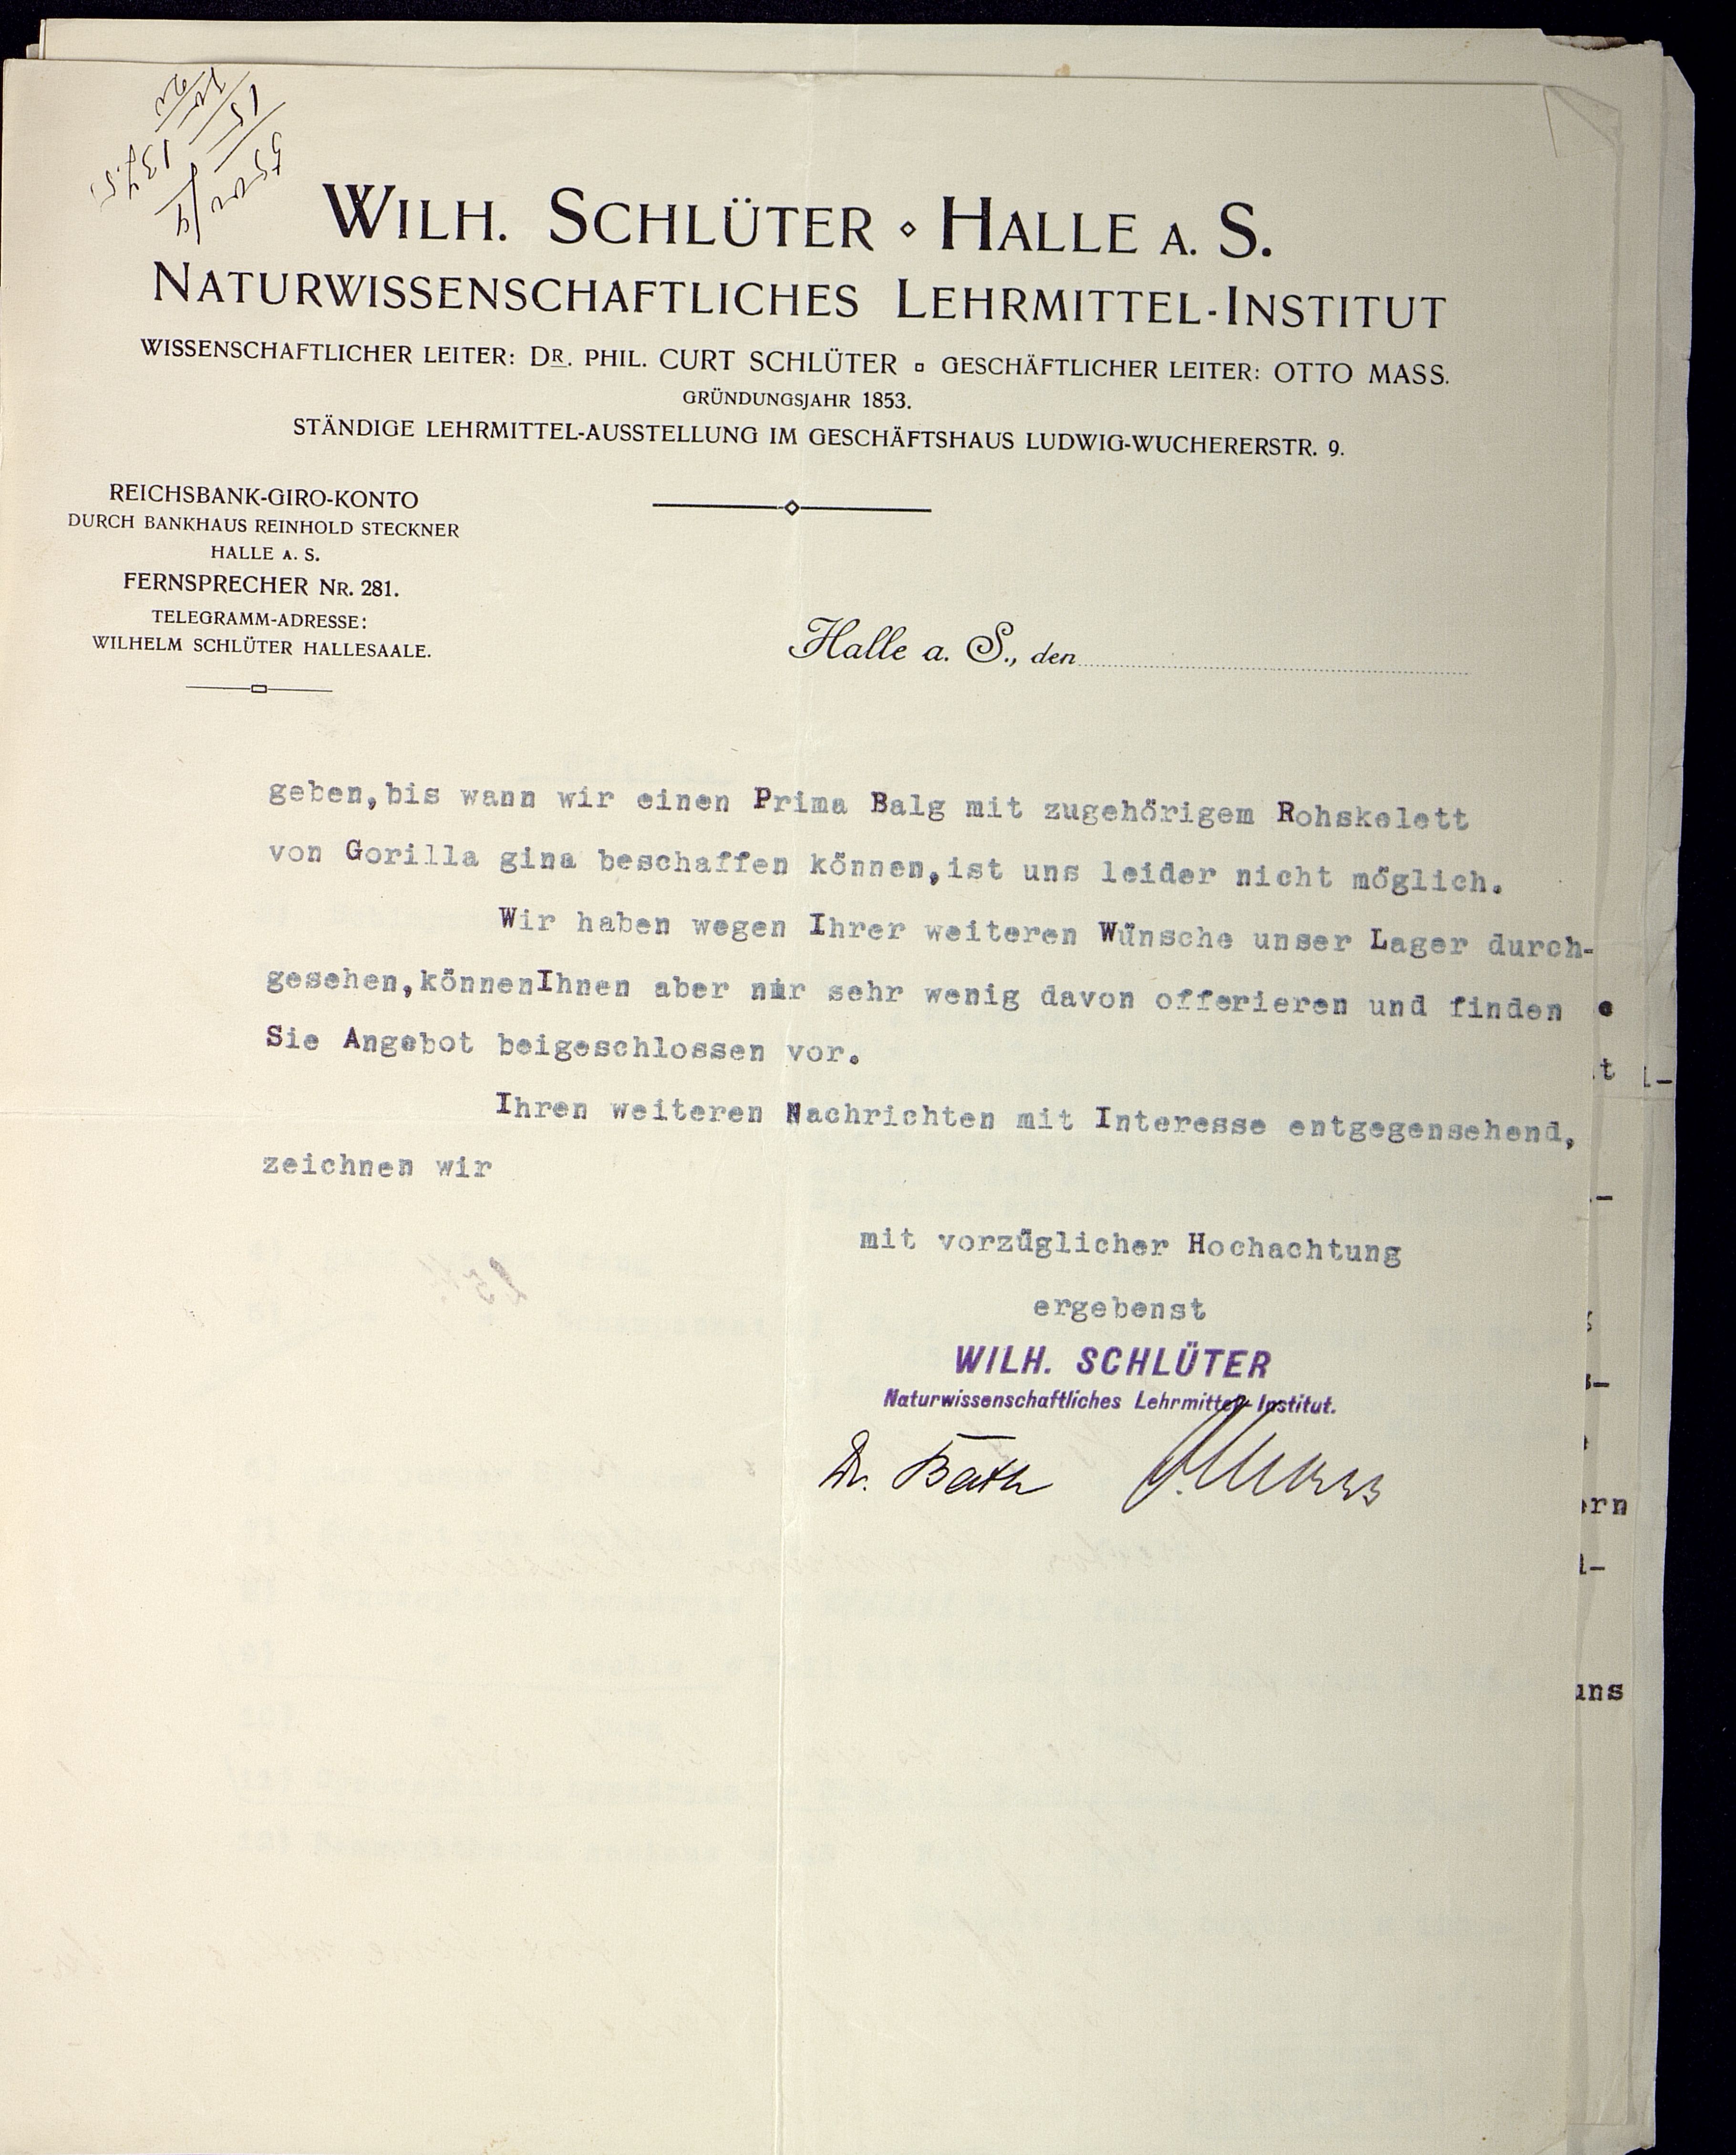 WILH. SCHLÜTER ⋄ HALLE A. S.
NATURWISSENSCHAFTLICHES LEHRMITTEL-INSTITUT
WISSENSCHAFTLICHER LEITER: DR. PHIL. CURT SCHLÜTER ▫ GESCHÄFTLICHER LEITER: OTTO MASS.
GRÜNDUNGSJAHR 1853.
STÄNDIGE LEHRMITTEL-AUSSTELLUNG IM GESCHÄFTSHAUS LUDWIG-WUCHERERSTR. 9.
REICHSBANK-GIRO-KONTO
DURCH BANKHAUS REINHOLD STECKNER
HALLE A. S.
FERNSPRECHER NR. 281.
TELEGRAMM-ADRESSE:
WILHELM SCHLÜTER HALLESAALE.
Halle a. S., den
geben,bis wann wir einen Prima Balg mit zugehörigem Rohskelett
von Gorilla gina beschaffen können,ist uns leider nicht möglich.
Wir haben wegen Ihrer weiteren Wünsche unser Lager durch-
gesehen,könnenIhnen aber nur sehr wenig davon offerieren und finden
Sie Angebot beigeschlossen vor.
Ihren weiteren Nachrichten mit Interesse entgegensehend,
zeichnen wir
mit vorzüglicher Hochachtung
ergebenst
WILH. SCHLÜTER
Naturwissenschaftliches Lehrmittel-Institut.
Dr. Bath